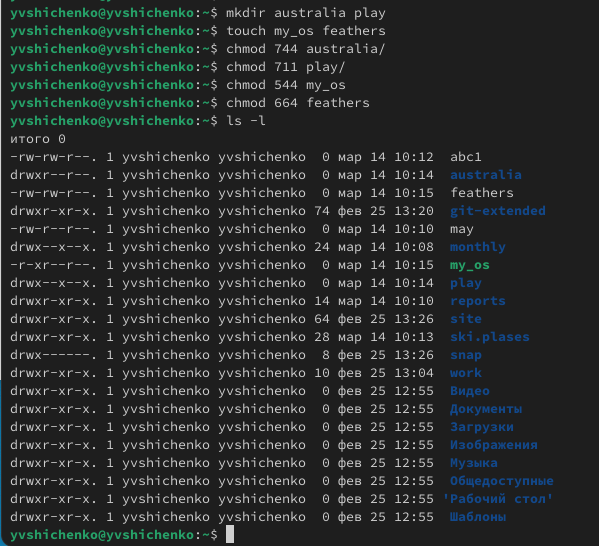 yvshichenko@yvshichenko:~$ mkdir australia play
yvshichenko@yvshichenko:~$ touch my_os feathers
yvshichenko@yvshichenko:~$ chmod 744 australia/
yvshichenko@yvshichenko:~$ chmod 711 play/
yvshichenko@yvshichenko:~$ chmod 544 my_os
yvshichenko@yvshichenko:~$ chmod 664 feathers
yvshichenko@yvshichenko:~$ ls -l
итого 0
-rw-rw-r--. 1 yvshichenko yvshichenko  0 мар 14 10:12  abc1
drwxr--r--. 1 yvshichenko yvshichenko  0 мар 14 10:14  australia
-rw-rw-r--. 1 yvshichenko yvshichenko  0 мар 14 10:15  feathers
drwxr-xr-x. 1 yvshichenko yvshichenko 74 фев 25 13:20  git-extended
-rw-r--r--. 1 yvshichenko yvshichenko  0 мар 14 10:10  may
drwx--x--x. 1 yvshichenko yvshichenko 24 мар 14 10:08  monthly
-r-xr--r--. 1 yvshichenko yvshichenko  0 мар 14 10:15  my_os
drwx--x--x. 1 yvshichenko yvshichenko  0 мар 14 10:14  play
drwxr-xr-x. 1 yvshichenko yvshichenko 14 мар 14 10:10  reports
drwxr-xr-x. 1 yvshichenko yvshichenko 64 фев 25 13:26  site
drwxr-xr-x. 1 yvshichenko yvshichenko 28 мар 14 10:13  ski.plases
drwx------. 1 yvshichenko yvshichenko  8 фев 25 13:26  snap
drwxr-xr-x. 1 yvshichenko yvshichenko 10 фев 25 13:04  work
drwxr-xr-x. 1 yvshichenko yvshichenko  0 фев 25 12:55  Видео
drwxr-xr-x. 1 yvshichenko yvshichenko  0 фев 25 12:55  Документы
drwxr-xr-x. 1 yvshichenko yvshichenko  0 фев 25 12:55  Загрузки
drwxr-xr-x. 1 yvshichenko yvshichenko  0 фев 25 12:55  Изображения
drwxr-xr-x. 1 yvshichenko yvshichenko  0 фев 25 12:55  Музыка
drwxr-xr-x. 1 yvshichenko yvshichenko  0 фев 25 12:55  Общедоступные
drwxr-xr-x. 1 yvshichenko yvshichenko  0 фев 25 12:55 'Рабочий стол'
drwxr-xr-x. 1 yvshichenko yvshichenko  0 фев 25 12:55  Шаблоны
yvshichenko@yvshichenko:~$